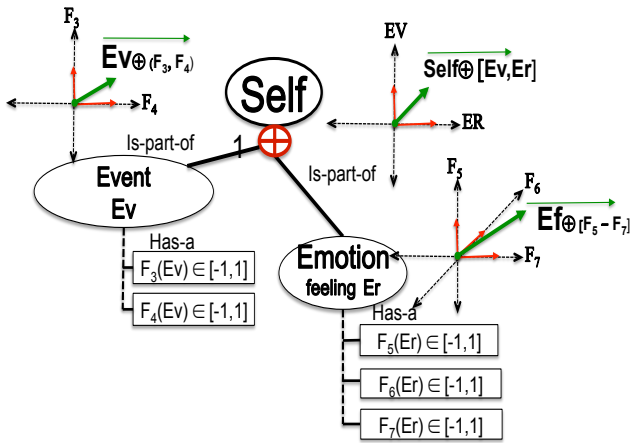 F₃
Ev⊕(F₃, F₄)
F₄
EV
Self⊕[Ev,Er]
ER
Self
1
Is-part-of
Is-part-of
Event
Ev
F₅
F₆
Ef⊕[F₅ – F₇]
F₇
Has-a
F₃(Ev) ∈ [-1,1]
F₄(Ev) ∈ [-1,1]
Emotion
feeling Er
Has-a
F₅(Er) ∈ [-1,1]
F₆(Er) ∈ [-1,1]
F₇(Er) ∈ [-1,1]